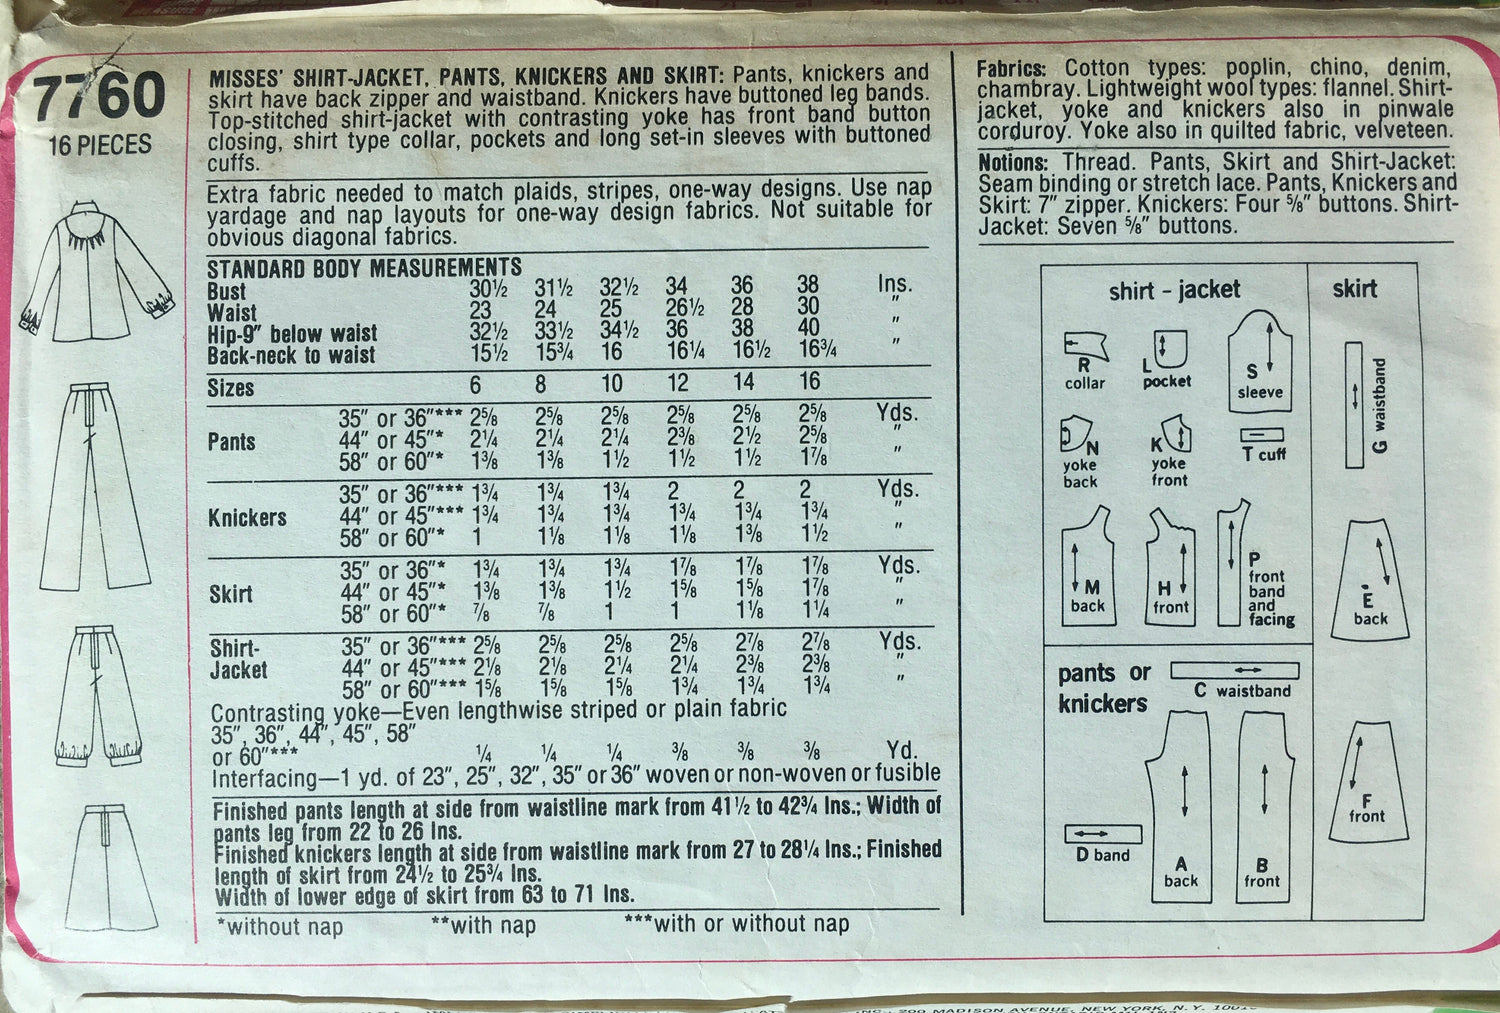 7760
16 PIECES
MISSES' SHIRT-JACKET, PANTS, KNICKERS AND SKIRT: Pants, knickers and
skirt have back zipper and waistband. Knickers have buttoned leg bands.
Top-stitched shirt-jacket with contrasting yoke has front band button
closing, shirt type collar, pockets and long set-in sleeves with buttoned
cuffs.
Extra fabric needed to match plaids, stripes, one-way designs. Use nap
yardage and nap layouts for one-way design fabrics. Not suitable for
obvious diagonal fabrics.
STANDARD BODY MEASUREMENTS
Bust 30½ 31½ 32½ 34 36 38 Ins.
Waist 23 24 25 26½ 28 30 "
Hip-9" below waist 32½ 33½ 34½ 36 38 40 "
Back-neck to waist 15½ 15¾ 16 16¼ 16½ 16¾ "
Sizes 6 8 10 12 14 16
Pants
35" or 36"*** 2⅝ 2⅝ 2⅝ 2⅝ 2⅝ 2⅝ Yds.
44" or 45"* 2¼ 2¼ 2¼ 2⅜ 2½ 2⅝ "
58" or 60"* 1⅜ 1⅜ 1½ 1½ 1½ 1⅞ "
Knickers
35" or 36"*** 1¾ 1¾ 1¾ 2 2 2 Yds.
44" or 45"*** 1¾ 1¾ 1¾ 1¾ 1¾ 1¾ "
58" or 60"* 1 1⅛ 1⅛ 1⅛ 1⅜ 1½ "
Skirt
35" or 36"* 1¾ 1¾ 1¾ 1⅞ 1⅞ 1⅞ Yds.
44" or 45"* 1⅜ 1⅜ 1½ 1⅝ 1⅝ 1⅞ "
58" or 60"* ⅞ ⅞ 1 1 1⅛ 1¼ "
Shirt-
Jacket
35" or 36"*** 2⅝ 2⅝ 2⅝ 2⅝ 2⅞ 2⅞ Yds.
44" or 45"*** 2⅛ 2⅛ 2¼ 2¼ 2⅜ 2⅜ "
58" or 60"*** 1⅝ 1⅝ 1⅝ 1¾ 1¾ 1¾ "
Contrasting yoke—Even lengthwise striped or plain fabric
35", 36", 44", 45", 58"
or 60"*** ¼ ¼ ¼ ⅜ ⅜ ⅜ Yd.
Interfacing—1 yd. of 23", 25", 32", 35" or 36" woven or non-woven or fusible
Finished pants length at side from waistline mark from 41½ to 42¾ Ins.; Width of
pants leg from 22 to 26 Ins.
Finished knickers length at side from waistline mark from 27 to 28¼ Ins.; Finished
length of skirt from 24½ to 25¾ Ins.
Width of lower edge of skirt from 63 to 71 Ins.
*without nap **with nap ***with or without nap
Fabrics: Cotton types: poplin, chino, denim,
chambray. Lightweight wool types: flannel. Shirt-
jacket, yoke and knickers also in pinwale
corduroy. Yoke also in quilted fabric, velveteen.
Notions: Thread. Pants, Skirt and Shirt-Jacket:
Seam binding or stretch lace. Pants, Knickers and
Skirt: 7" zipper. Knickers: Four ⅝" buttons. Shirt-
Jacket: Seven ⅝" buttons.
shirt - jacket
R
collar
L
pocket
S
sleeve
N
yoke
back
K
yoke
front
T cuff
M
back
H
front
P
front
band
and
facing
skirt
G waistband
E
back
F
front
pants or
knickers
C waistband
D band
A
back
B
front
200 MADISON AVENUE, NEW YORK, N. Y.